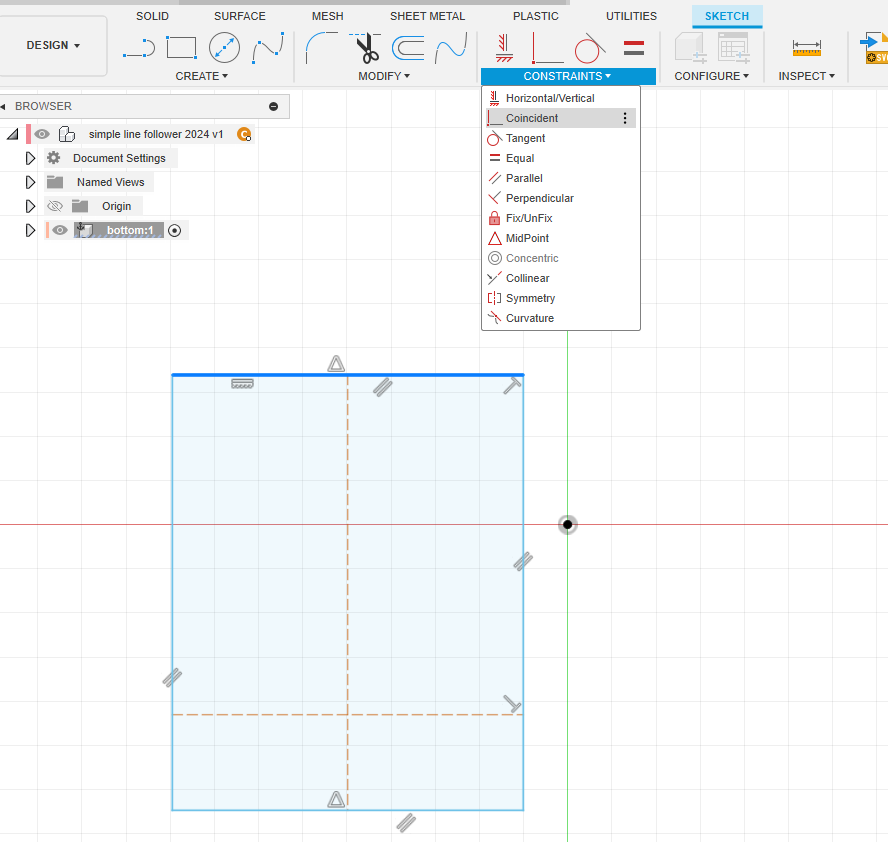 SOLID SURFACE MESH SHEET METAL PLASTIC UTILITIES SKETCH
DESIGN
CREATE MODIFY CONSTRAINTS CONFIGURE INSPECT
SVG
BROWSER
simple line follower 2024 v1
Document Settings
Named Views
Origin
bottom:1
Horizontal/Vertical
Coincident
Tangent
Equal
Parallel
Perpendicular
Fix/UnFix
MidPoint
Concentric
Collinear
Symmetry
Curvature